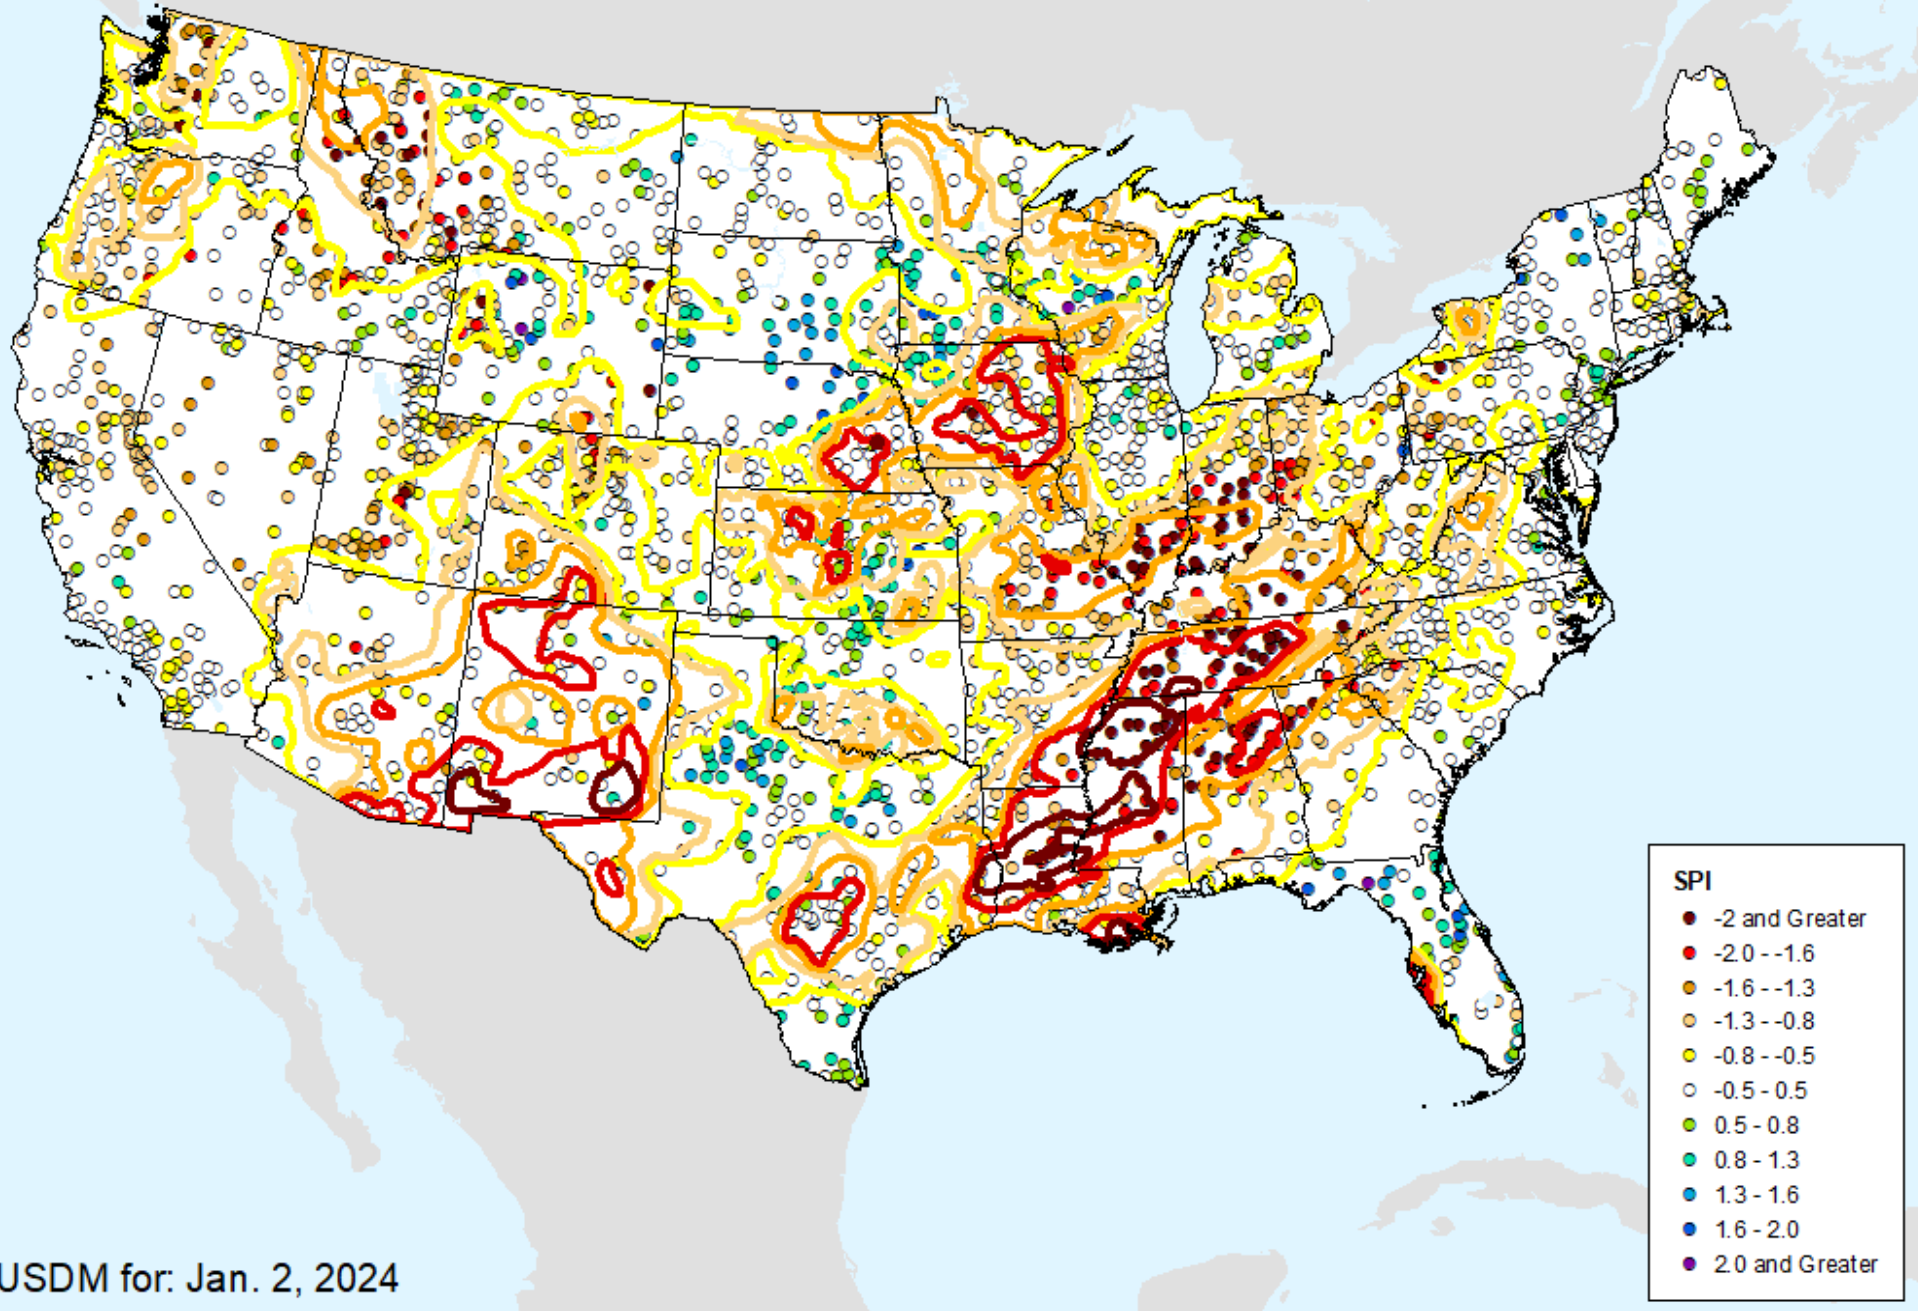 SPI
-2 and Greater
-2.0 - -1.6
-1.6 - -1.3
-1.3 - -0.8
-0.8 - -0.5
-0.5 - 0.5
0.5 - 0.8
0.8 - 1.3
1.3 - 1.6
1.6 - 2.0
2.0 and Greater
USDM for: Jan. 2, 2024